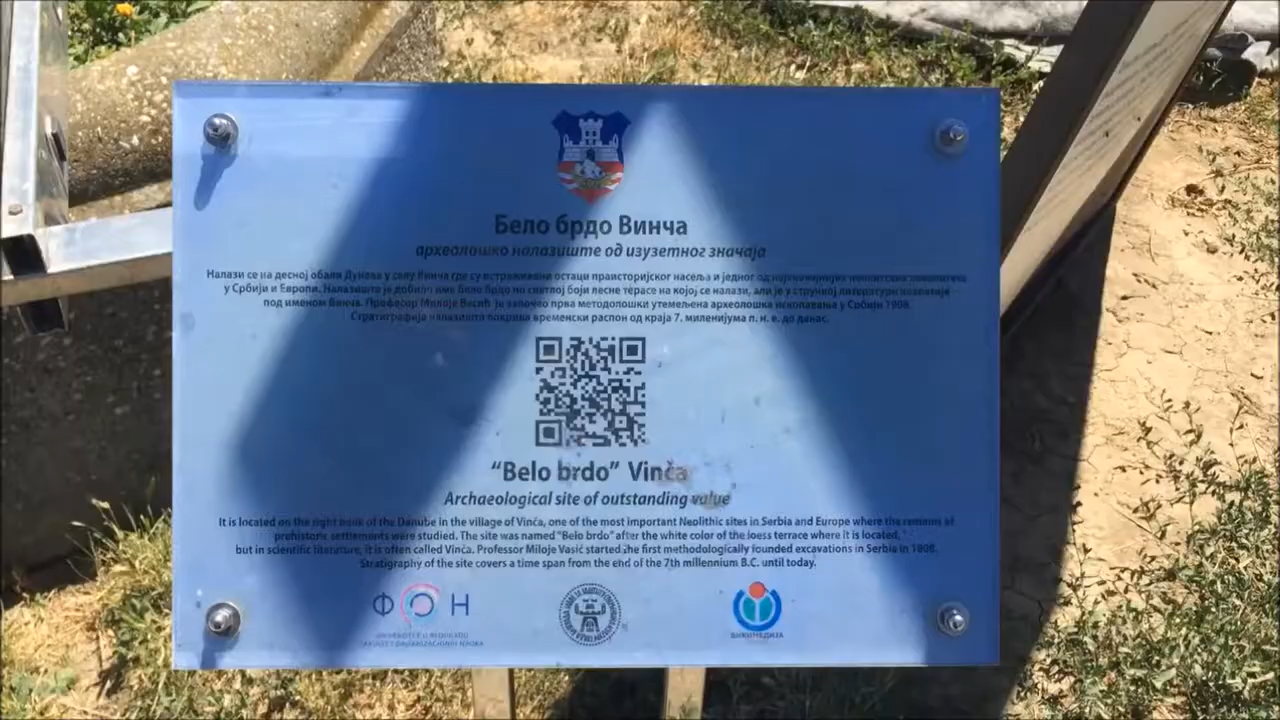 Бело брдо Винча
археолошко налазиште од изузетног значаја
Налази се на десној обали Дунава у селу Винча где су истраживани остаци праисторијског насеља и једног од
у Србији и Европи. Налазиште је добило име Бело брдо по светлој боји лесне терасе на којој се налази, али је у стручној литератури познатије
под именом Винча. Професор Милоје Васић је започео прва методолошки утемељена археолошка ископавања у Србији 1908.
Стратиграфија налазишта покрива временски распон од краја 7. миленијума п. н. е. до данас.
"Belo brdo" Vinča
Archaeological site of outstanding value
It is located on the right bank of the Danube in the village of Vinča, one of the most important Neolithic sites in Serbia and Europe where the remains of
prehistoric settlements were studied. The site was named "Belo brdo" after the white color of the loess terrace where it is located,
but in scientific literature, it is often called Vinča. Professor Miloje Vasić started the first methodologically founded excavations in Serbia in 1908.
Stratigraphy of the site covers a time span from the end of the 7th millennium B.C. until today.
ФОН
ВИКИМЕДИЈА